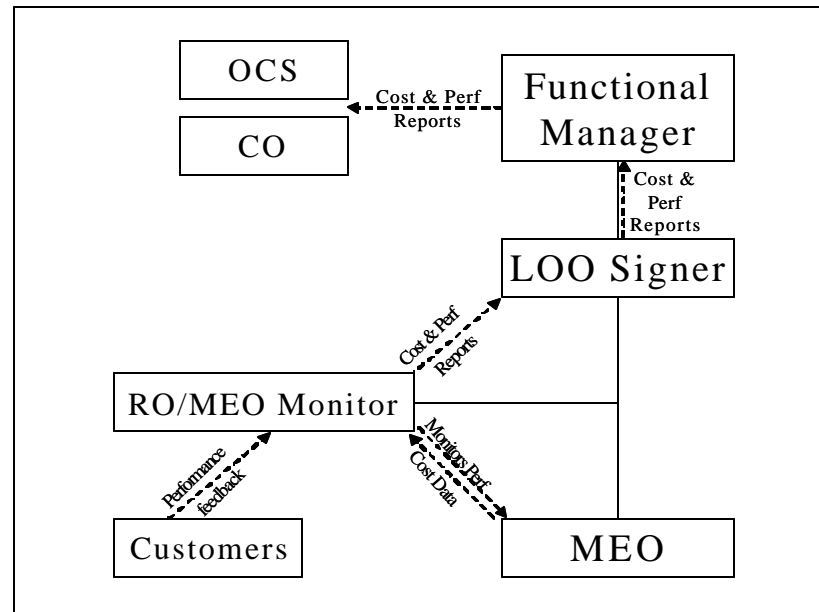 OCS
Functional
Manager
Cost & Perf
Reports
CO
Cost &
Perf
Reports
LOO Signer
Cost & Perf
Reports
RO/MEO Monitor
Monitors Perf
Cost Data
Performance
feedback
Customers
MEO